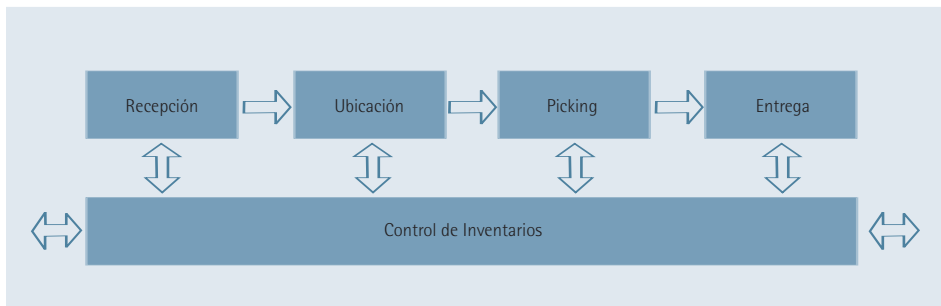 Recepción
Ubicación
Picking
Entrega
Control de Inventarios